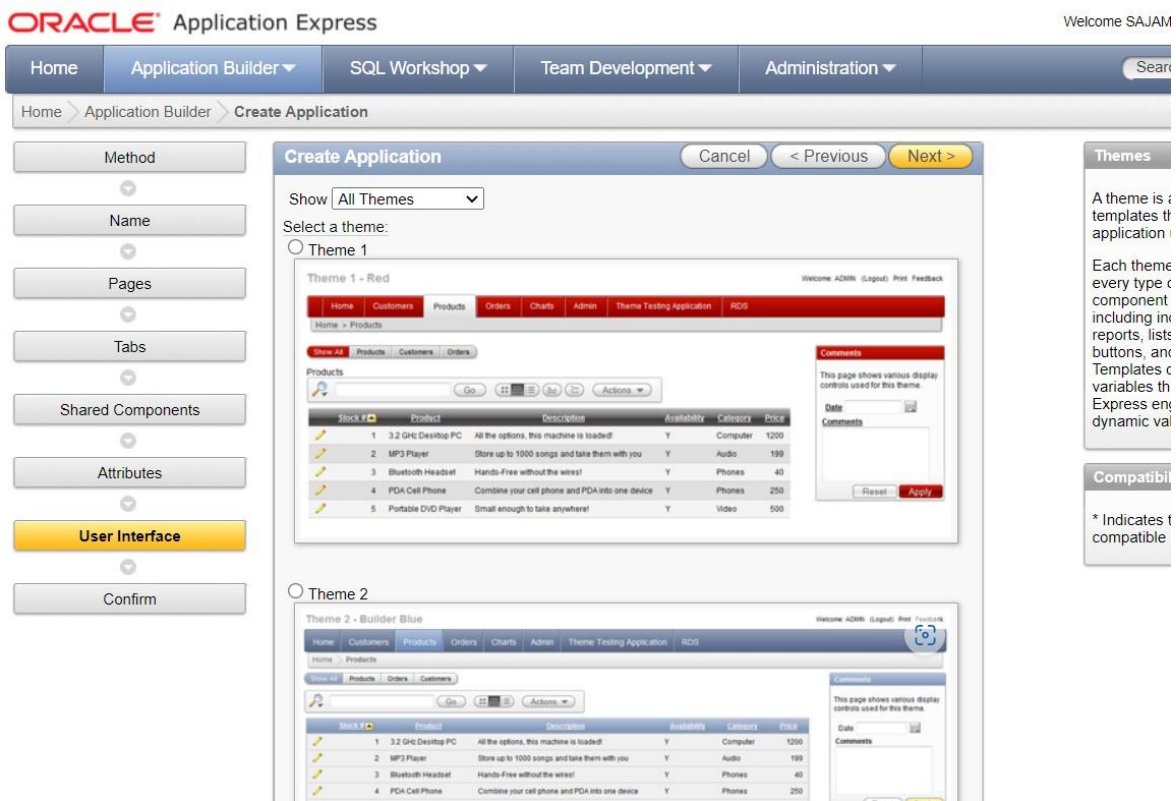 ORACLE Application Express
Welcome SAJAM
Home Application Builder SQL Workshop Team Development Administration
Home Application Builder Create Application
Method
Name
Pages
Tabs
Shared Components
Attributes
User Interface
Confirm
Create Application
Cancel < Previous Next >
Show All Themes
Select a theme:
Theme 1
Theme 1 - Red Welcome: ADMIN (Logout) Print Feedback
Home Customers Products Orders Charts Admin Theme Testing Application RDS
Home > Products
Show All Products Customers Orders
Products
Go Actions
Stock # Product Description Availability Category Price
1 3.2 GHz Desktop PC All the options, this machine is loaded! Y Computer 1200
2 MP3 Player Store up to 1000 songs and take them with you Y Audio 199
3 Bluetooth Headset Hands-Free without the wires! Y Phones 40
4 PDA Cell Phone Combine your cell phone and PDA into one device Y Phones 250
5 Portable DVD Player Small enough to take anywhere! Y Video 500
Comments
This page shows various display
controls used for this theme.
Date
Comments
Reset Apply
Theme 2
Theme 2 - Builder Blue Welcome: ADMIN (Logout) Print Feedback
Home Customers Products Orders Charts Admin Theme Testing Application RDS
Home Products
Show All Products Orders Customers
Go Actions
Stock # Product Description Availability Category Price
1 3.2 GHz Desktop PC All the options, this machine is loaded! Y Computer 1200
2 MP3 Player Store up to 1000 songs and take them with you Y Audio 199
3 Bluetooth Headset Hands-Free without the wires! Y Phones 40
4 PDA Cell Phone Combine your cell phone and PDA into one device Y Phones 250
Comments
This page shows various display
controls used for this theme.
Date
Comments
Themes
A theme is a
templates th
application
Each theme
every type
component
including in
reports, lists
buttons, and
Templates
variables th
Express en
dynamic va
Compatibil
* Indicates t
compatible